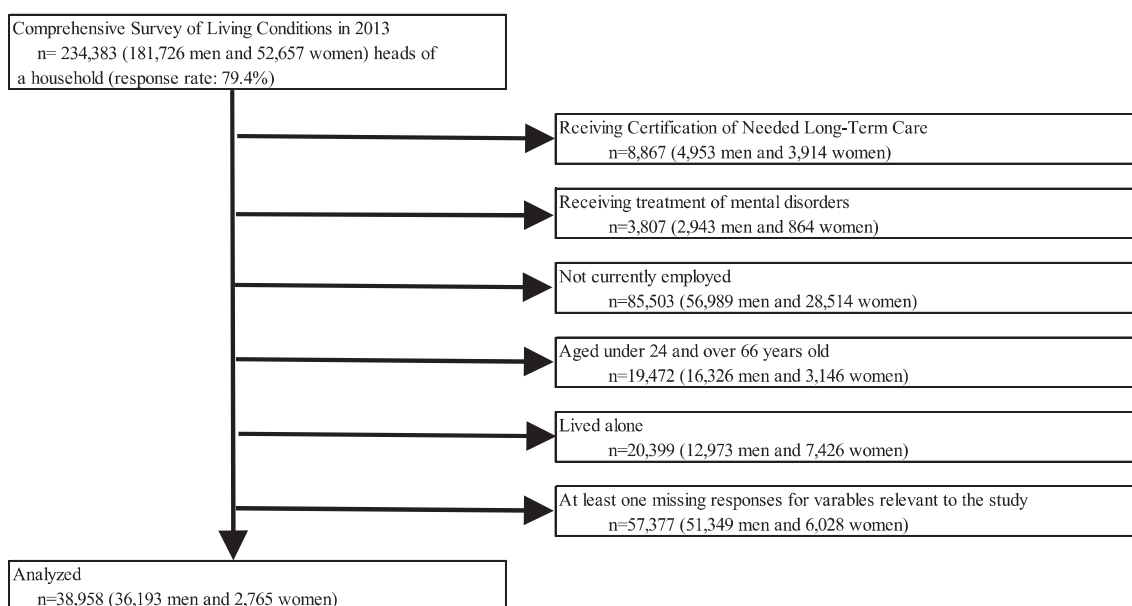 Comprehensive Survey of Living Conditions in 2013
n= 234,383 (181,726 men and 52,657 women) heads of
a household (response rate: 79.4%)
Rceiving Certification of Needed Long-Term Care
n=8,867 (4,953 men and 3,914 women)
Receiving treatment of mental disorders
n=3,807 (2,943 men and 864 women)
Not currently employed
n=85,503 (56,989 men and 28,514 women)
Aged under 24 and over 66 years old
n=19,472 (16,326 men and 3,146 women)
Lived alone
n=20,399 (12,973 men and 7,426 women)
At least one missing responses for varables relevant to the study
n=57,377 (51,349 men and 6,028 women)
Analyzed
n=38,958 (36,193 men and 2,765 women)